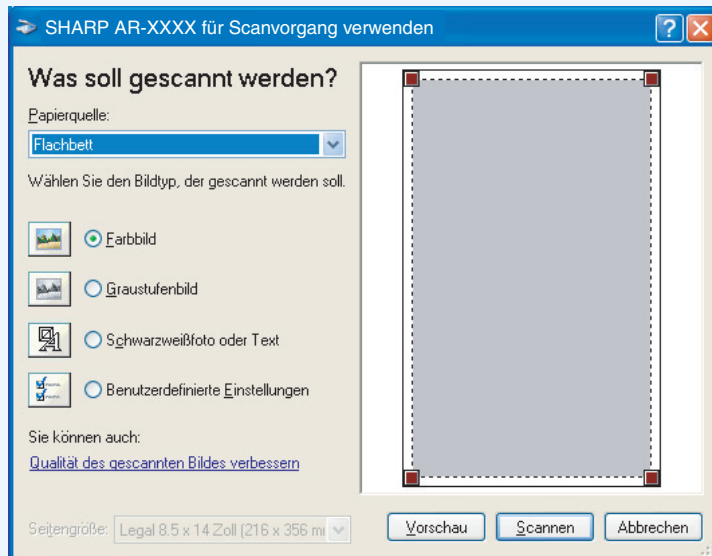 SHARP AR-XXXX für Scanvorgang verwenden
Was soll gescannt werden?
Papierquelle:
Flachbett
Wählen Sie den Bildtyp, der gescannt werden soll.
Farbbild
Graustufenbild
Schwarzweißfoto oder Text
Benutzerdefinierte Einstellungen
Sie können auch:
Qualität des gescannten Bildes verbessern
Seitengröße: Legal 8.5 x 14 Zoll (216 x 356
Vorschau Scannen Abbrechen